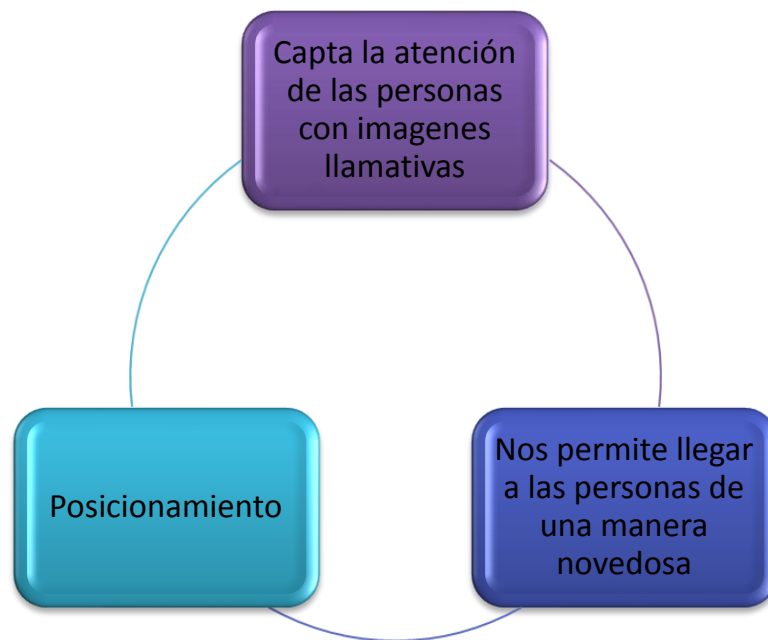 Capta la atención
de las personas
con imagenes
llamativas
Nos permite llegar
a las personas de
una manera
novedosa
Posicionamiento